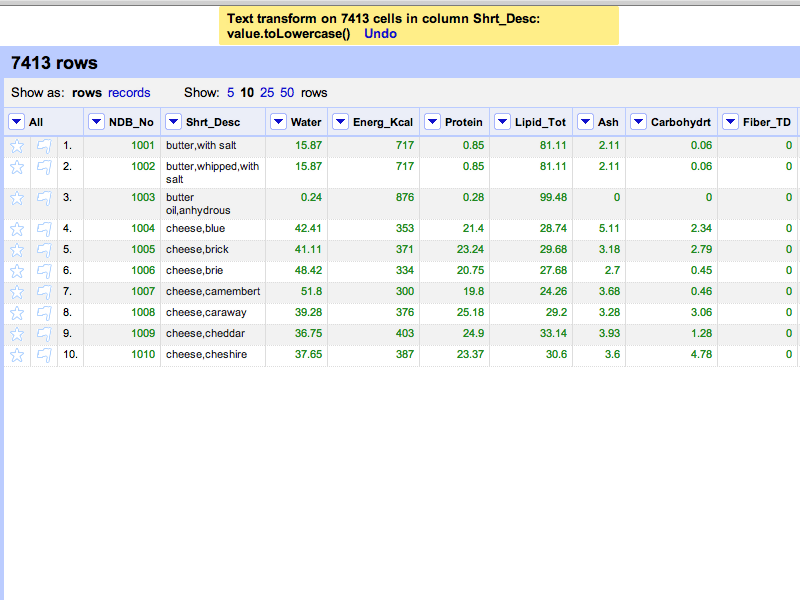 Text transform on 7413 cells in column Shrt_Desc:
value.toLowercase() Undo
7413 rows
Show as: rows records Show: 5 10 25 50 rows
All NDB_No Shrt_Desc Water Energ_Kcal Protein Lipid_Tot Ash Carbohydrt Fiber_TD
1. 1001 butter,with salt 15.87 717 0.85 81.11 2.11 0.06 0
2. 1002 butter,whipped,with 15.87 717 0.85 81.11 2.11 0.06 0
salt
3. 1003 butter 0.24 876 0.28 99.48 0 0 0
oil,anhydrous
4. 1004 cheese,blue 42.41 353 21.4 28.74 5.11 2.34 0
5. 1005 cheese,brick 41.11 371 23.24 29.68 3.18 2.79 0
6. 1006 cheese,brie 48.42 334 20.75 27.68 2.7 0.45 0
7. 1007 cheese,camembert 51.8 300 19.8 24.26 3.68 0.46 0
8. 1008 cheese,caraway 39.28 376 25.18 29.2 3.28 3.06 0
9. 1009 cheese,cheddar 36.75 403 24.9 33.14 3.93 1.28 0
10. 1010 cheese,cheshire 37.65 387 23.37 30.6 3.6 4.78 0